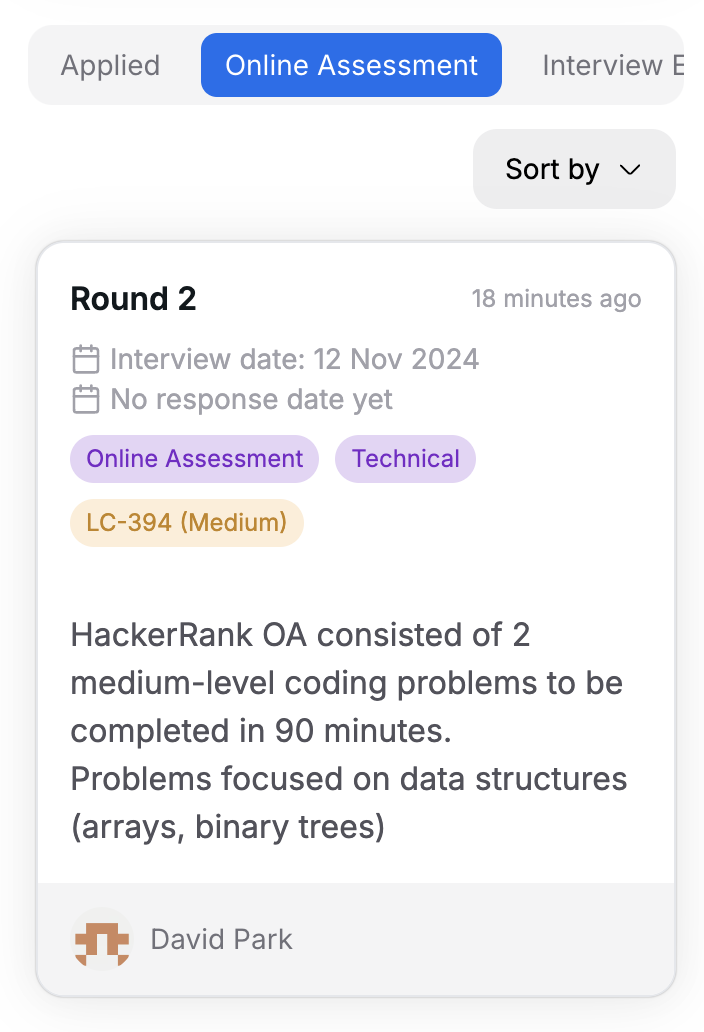 Applied Online Assessment Interview E
Sort by
Round 2 18 minutes ago
Interview date: 12 Nov 2024
No response date yet
Online Assessment Technical
LC-394 (Medium)
HackerRank OA consisted of 2
medium-level coding problems to be
completed in 90 minutes.
Problems focused on data structures
(arrays, binary trees)
David Park